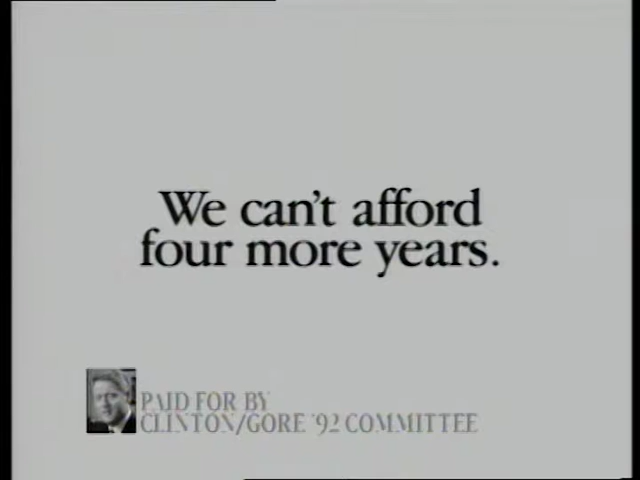 We can't afford
four more years.
PAID FOR BY
CLINTON/GORE '92 COMMITTEE